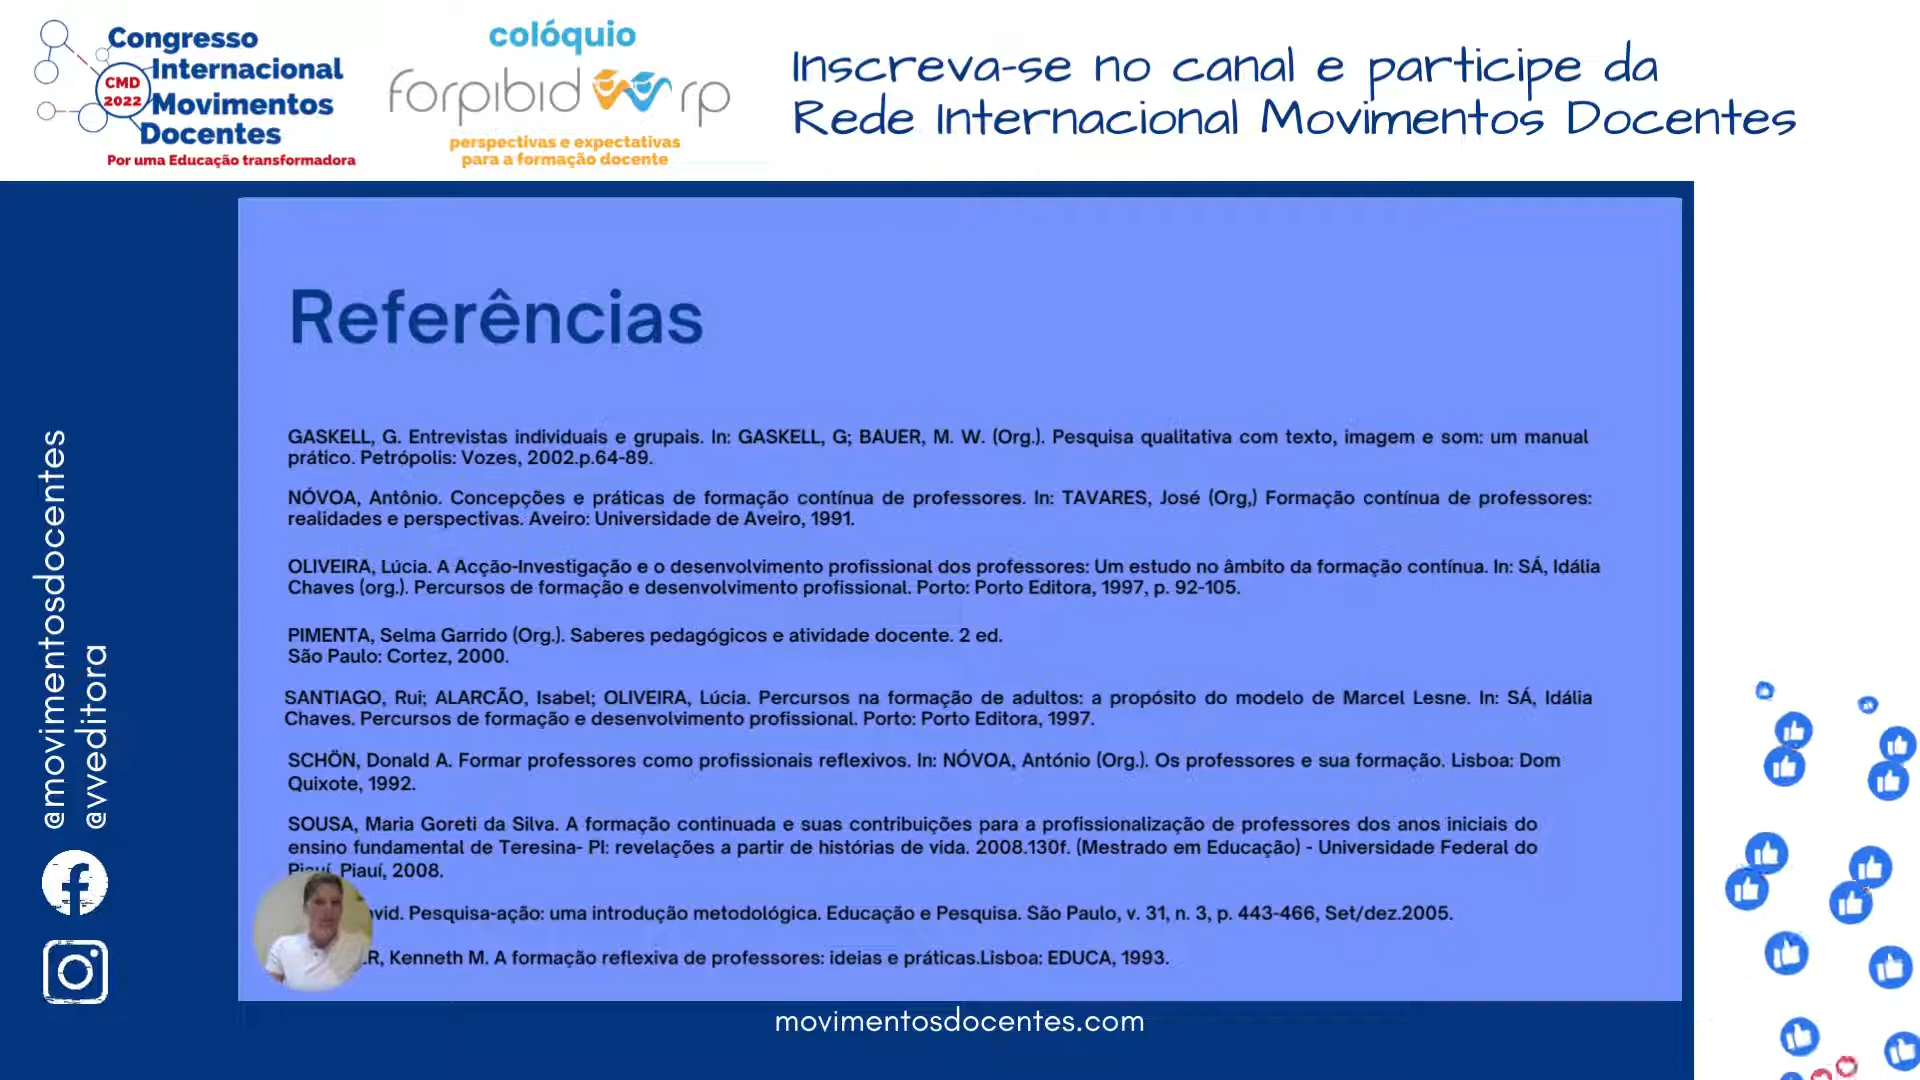 Congresso
Internacional
CMD
2022
Movimentos
Docentes
Por uma Educação transformadora
colóquio
forpibid rp
perspectivas e expectativas
para a formação docente
Inscreva-se no canal e participe da
Rede Internacional Movimentos Docentes
Referências
GASKELL, G. Entrevistas individuais e grupais. In: GASKELL, G; BAUER, M. W. (Org.). Pesquisa qualitativa com texto, imagem e som: um manual
prático. Petrópolis: Vozes, 2002.p.64-89.
NÓVOA, Antônio. Concepções e práticas de formação contínua de professores. In: TAVARES, José (Org,) Formação contínua de professores:
realidades e perspectivas. Aveiro: Universidade de Aveiro, 1991.
OLIVEIRA, Lúcia. A Acção-Investigação e o desenvolvimento profissional dos professores: Um estudo no âmbito da formação contínua. In: SÁ, Idália
Chaves (org.). Percursos de formação e desenvolvimento profissional. Porto: Porto Editora, 1997, p. 92-105.
PIMENTA, Selma Garrido (Org.). Saberes pedagógicos e atividade docente. 2 ed.
São Paulo: Cortez, 2000.
SANTIAGO, Rui; ALARCÃO, Isabel; OLIVEIRA, Lúcia. Percursos na formação de adultos: a propósito do modelo de Marcel Lesne. In: SÁ, Idália
Chaves. Percursos de formação e desenvolvimento profissional. Porto: Porto Editora, 1997.
SCHÖN, Donald A. Formar professores como profissionais reflexivos. In: NÓVOA, António (Org.). Os professores e sua formação. Lisboa: Dom
Quixote, 1992.
SOUSA, Maria Goreti da Silva. A formação continuada e suas contribuições para a profissionalização de professores dos anos iniciais do
ensino fundamental de Teresina- PI: revelações a partir de histórias de vida. 2008.130f. (Mestrado em Educação) - Universidade Federal do
Piauí, Piauí, 2008.
Pesquisa-ação: uma introdução metodológica. Educação e Pesquisa. São Paulo, v. 31, n. 3, p. 443-466, Set/dez.2005.
Kenneth M. A formação reflexiva de professores: ideias e práticas.Lisboa: EDUCA, 1993.
@movimentosdocentes
@vveditora
movimentosdocentes.com